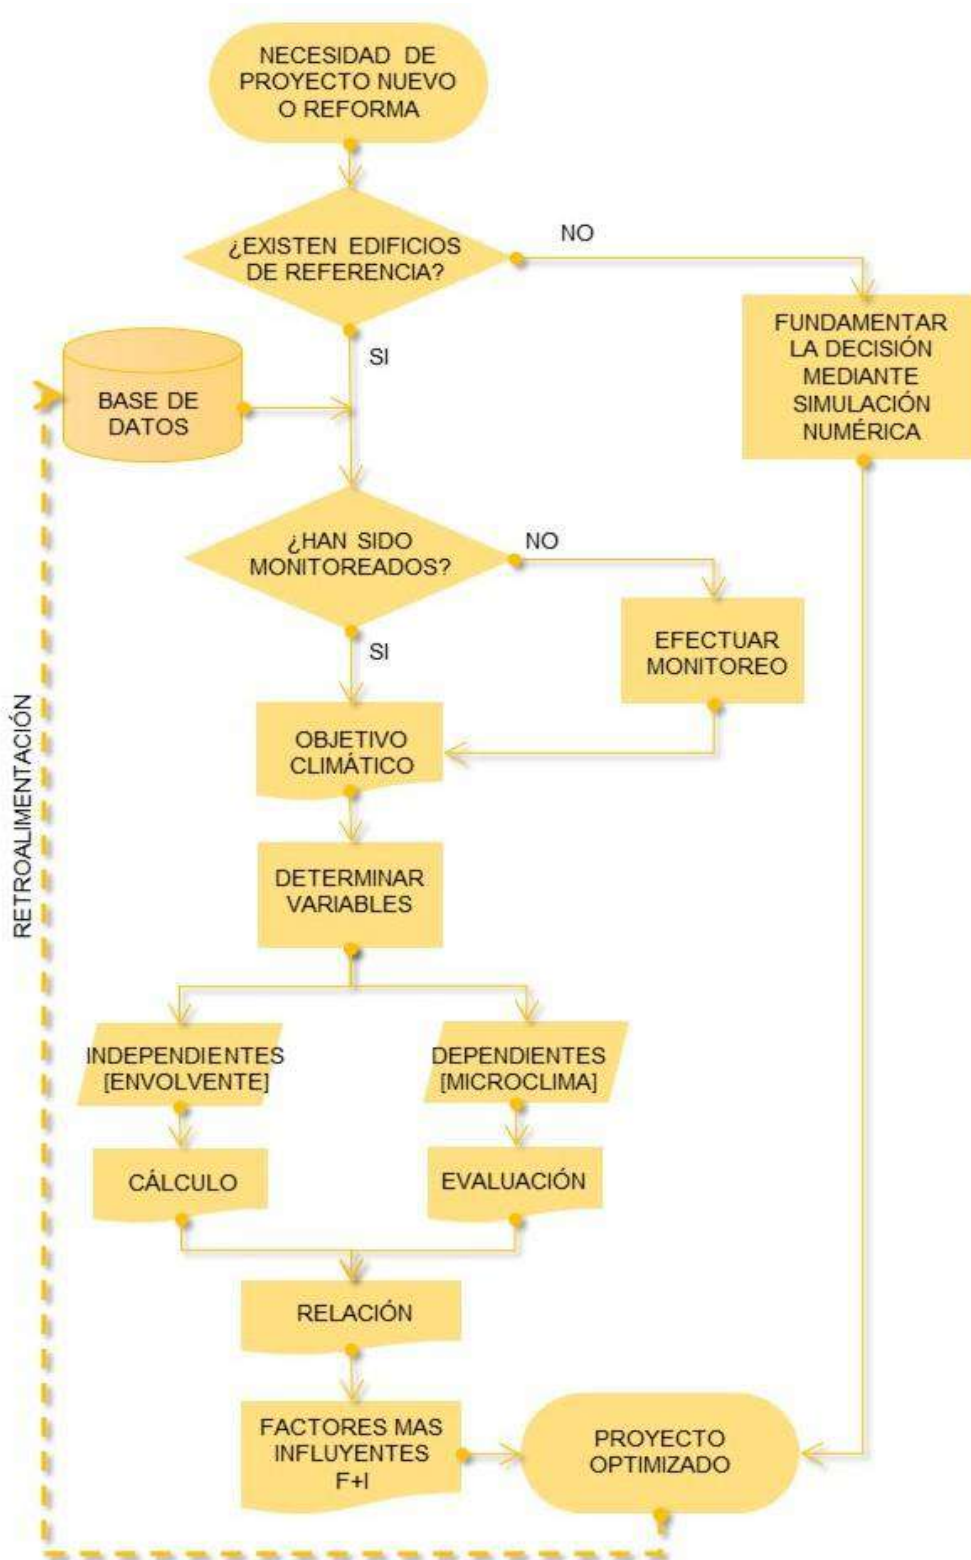 NECESIDAD DE
PROYECTO NUEVO
O REFORMA
¿EXISTEN EDIFICIOS
DE REFERENCIA?
NO
SI
FUNDAMENTAR
LA DECISIÓN
MEDIANTE
SIMULACIÓN
NUMÉRICA
BASE DE
DATOS
¿HAN SIDO
MONITOREADOS?
NO
SI
EFECTUAR
MONITOREO
OBJETIVO
CLIMÁTICO
RETROALIMENTACIÓN
DETERMINAR
VARIABLES
INDEPENDIENTES
[ENVOLVENTE]
DEPENDIENTES
[MICROCLIMA]
CÁLCULO
EVALUACIÓN
RELACIÓN
FACTORES MAS
INFLUYENTES
F+I
PROYECTO
OPTIMIZADO